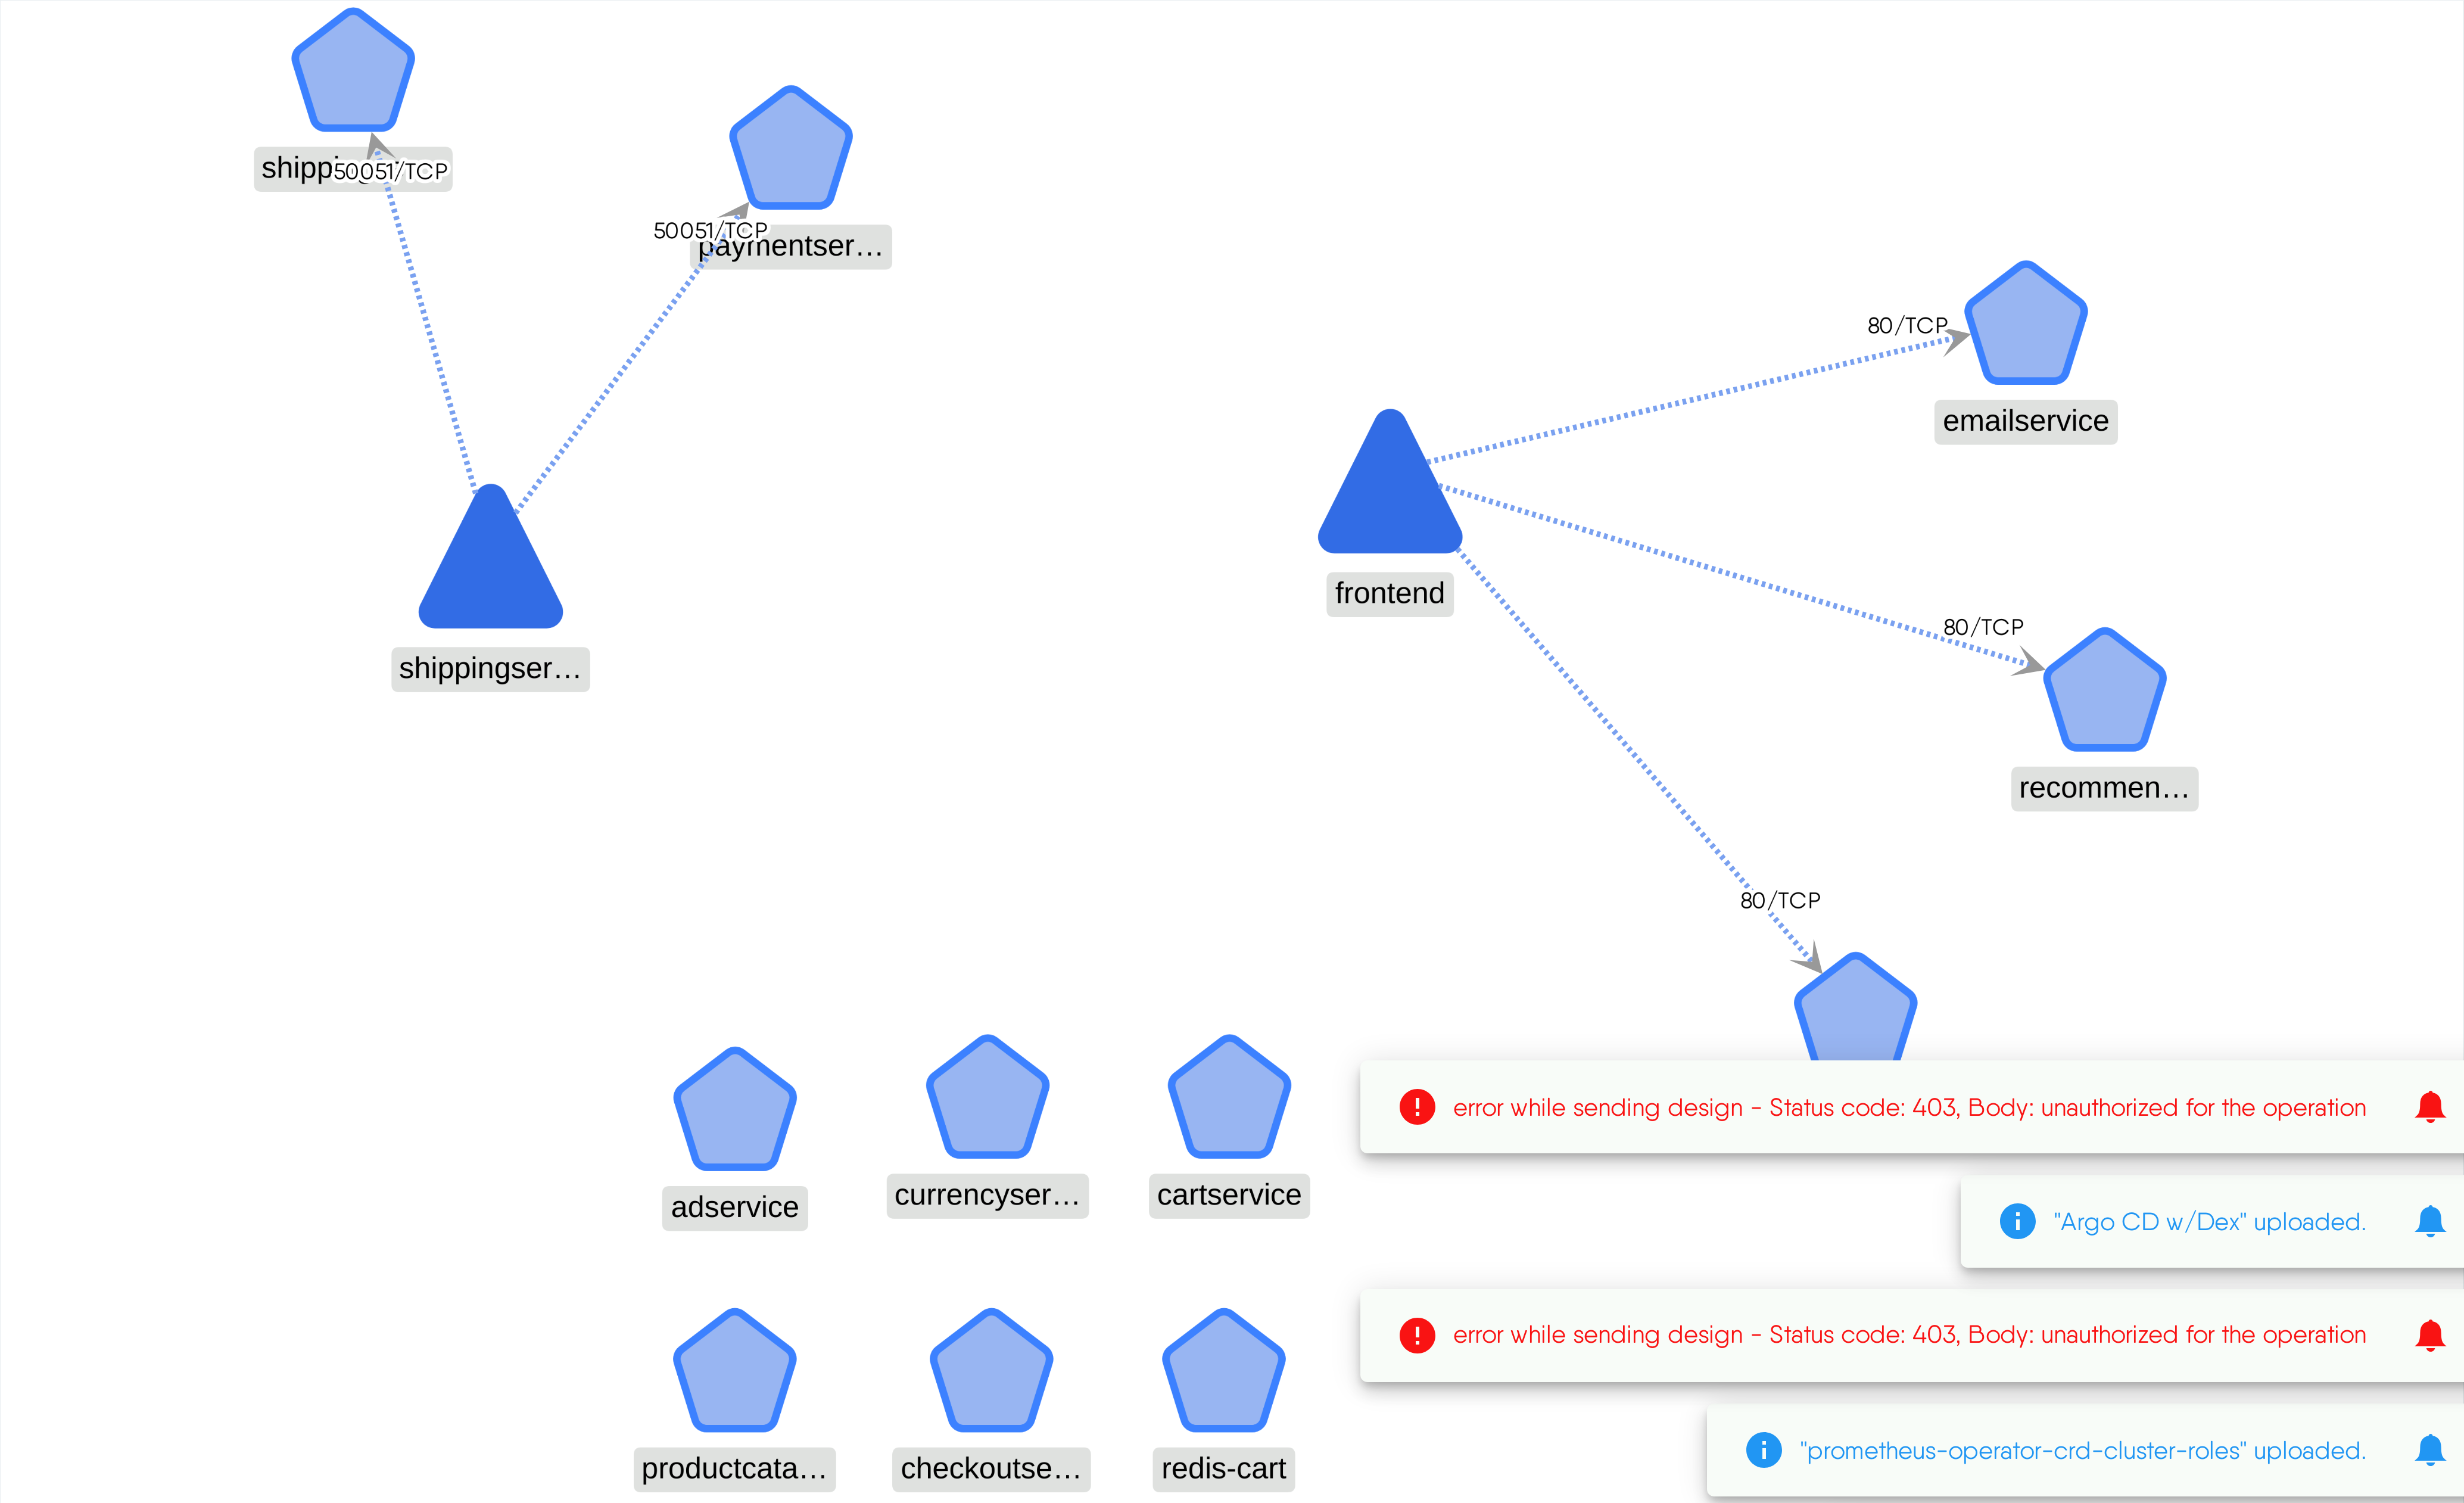 50051/TCP
50051/TCP
paymentser…
80/TCP
emailservice
frontend
80/TCP
shippingser…
recommen…
80/TCP
error while sending design - Status code: 403, Body: unauthorized for the operation
adservice
currencyser…
cartservice
"Argo CD w/Dex" uploaded.
error while sending design - Status code: 403, Body: unauthorized for the operation
productcata…
checkoutse…
redis-cart
"prometheus-operator-crd-cluster-roles" uploaded.